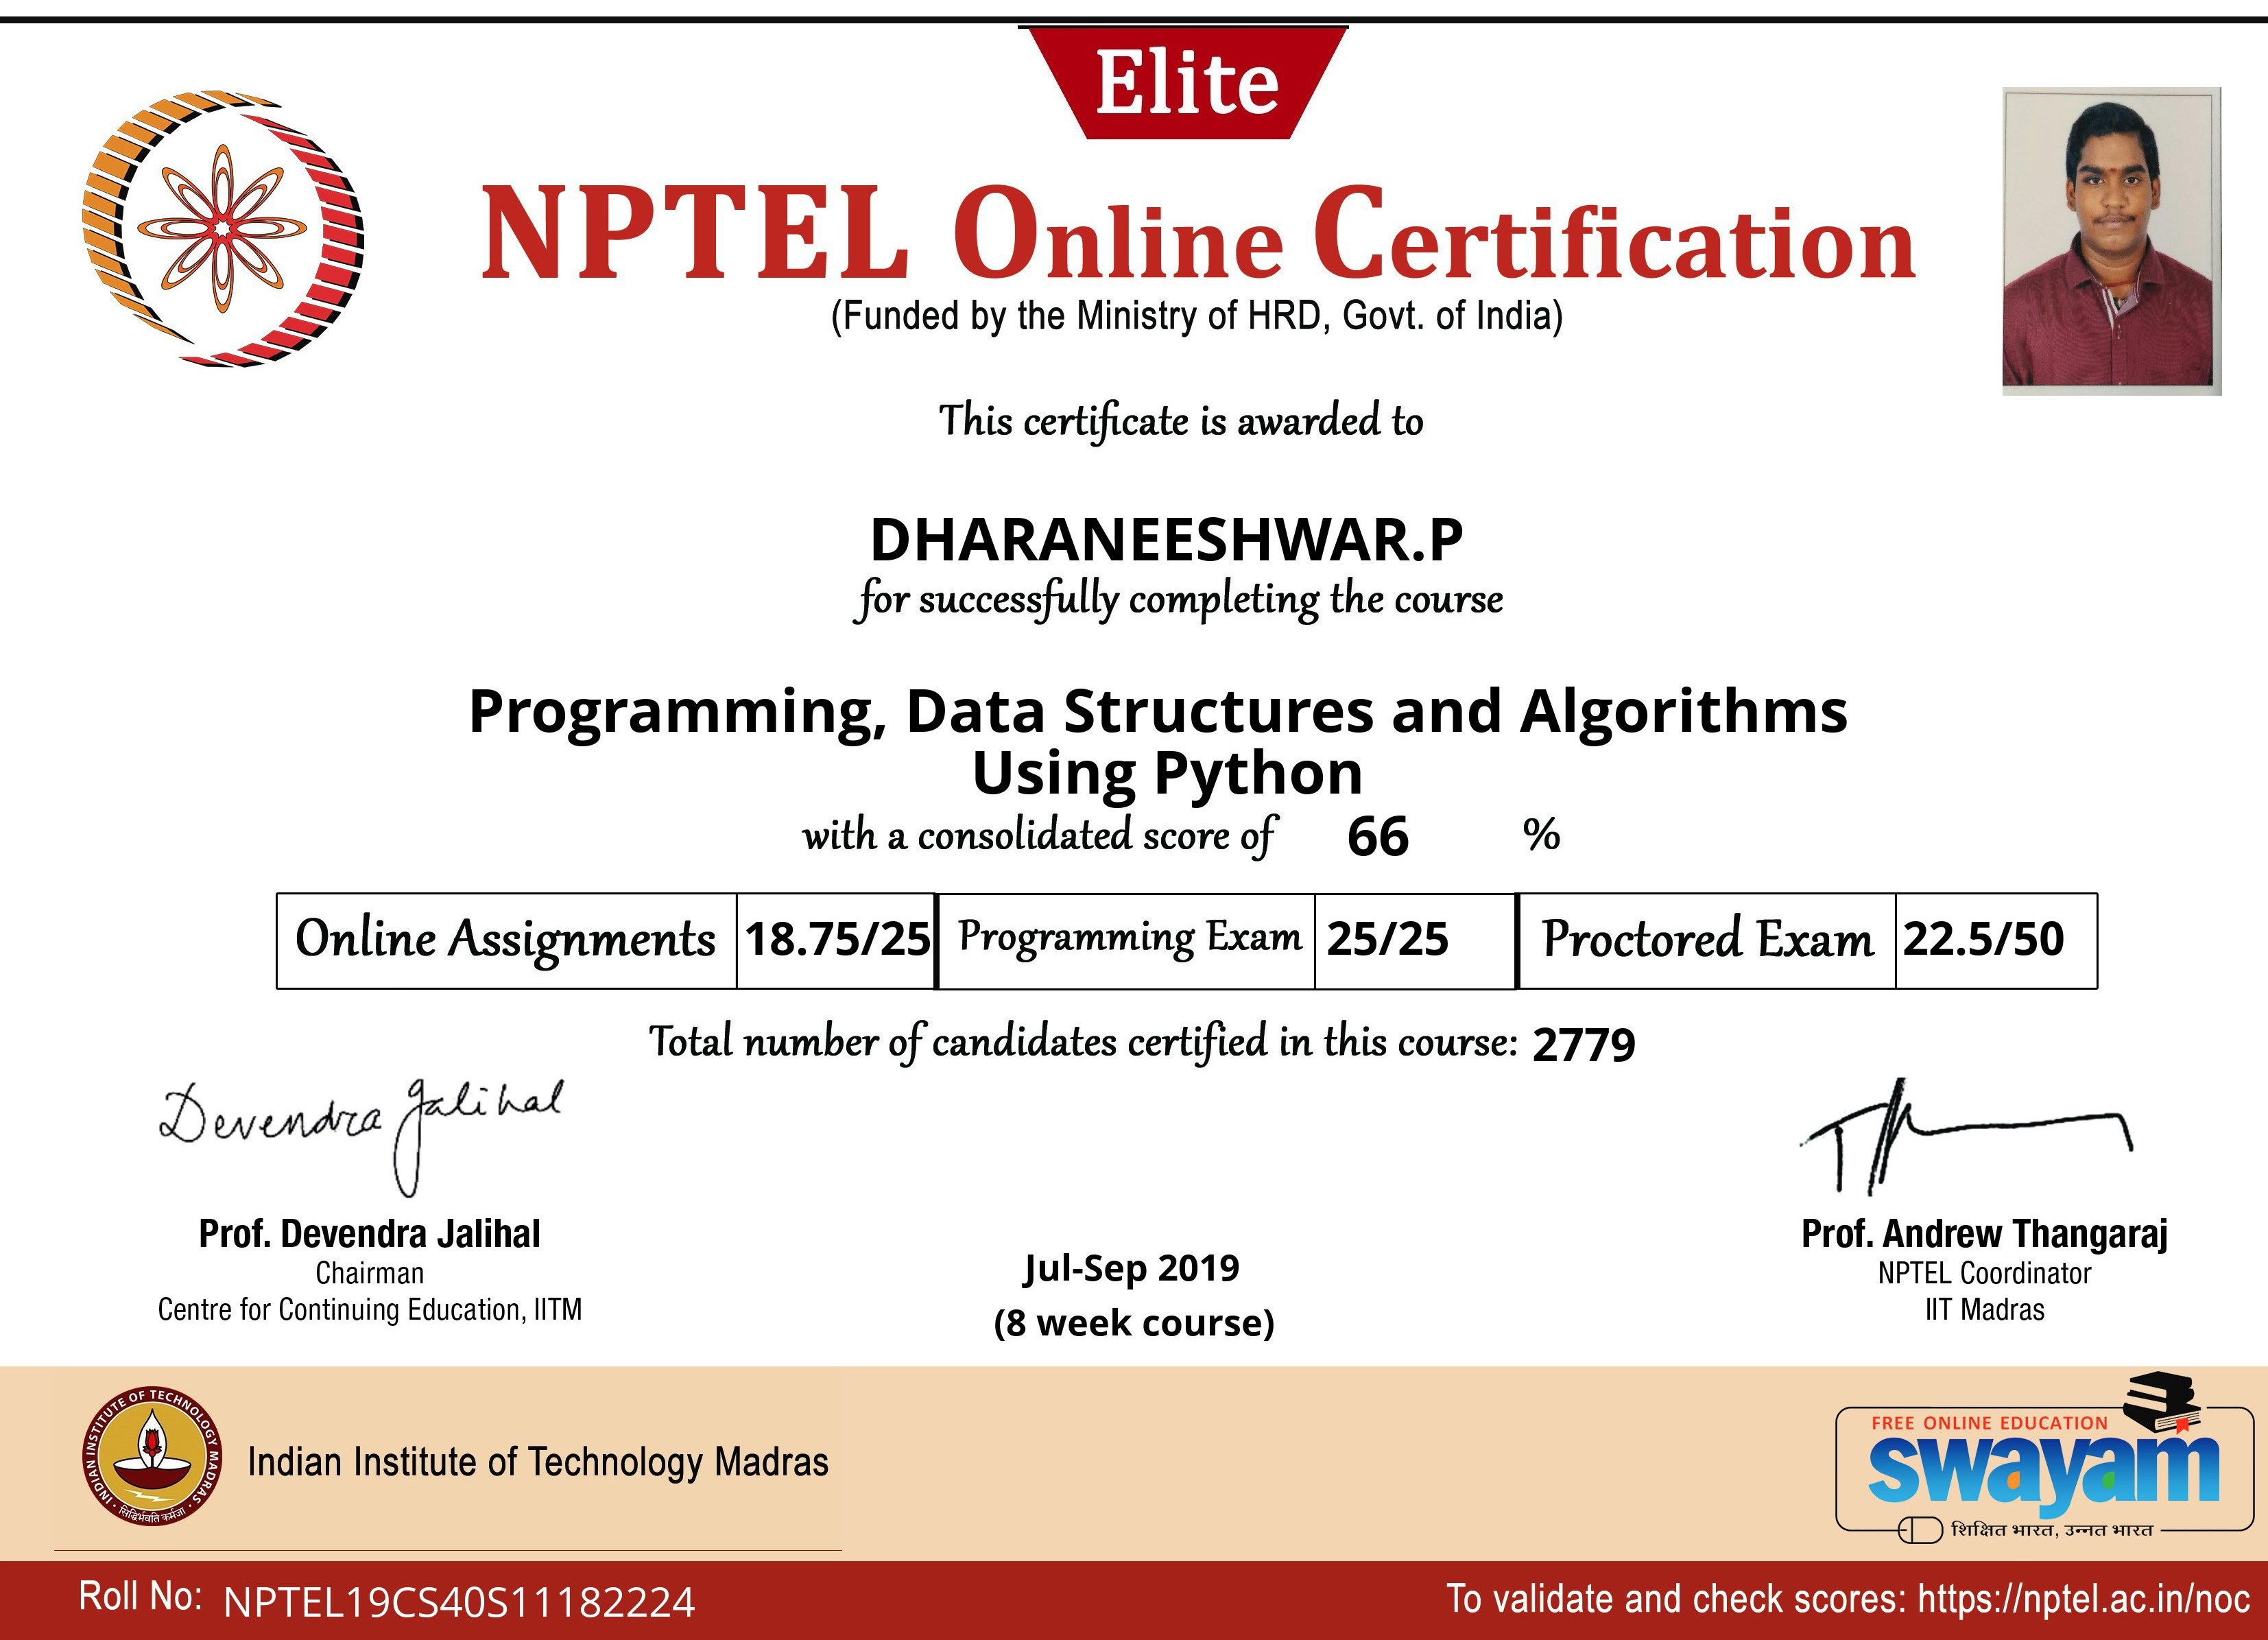 Elite
NPTEL Online Certification
(Funded by the Ministry of HRD, Govt. of India)
This certificate is awarded to
DHARANEESHWAR.P
for successfully completing the course
Programming, Data Structures and Algorithms
Using Python
with a consolidated score of 66 %
Online Assignments 18.75/25 Programming Exam 25/25 Proctored Exam 22.5/50
Total number of candidates certified in this course: 2779
Devendra Jalihal
Prof. Devendra Jalihal
Chairman
Centre for Continuing Education, IITM
Jul-Sep 2019
(8 week course)
Prof. Andrew Thangaraj
NPTEL Coordinator
IIT Madras
INDIAN INSTITUTE OF TECHNOLOGY MADRAS
सिद्धिर्भवति कर्मजा
Indian Institute of Technology Madras
FREE ONLINE EDUCATION
swayam
शिक्षित भारत, उन्नत भारत
Roll No: NPTEL19CS40S11182224
To validate and check scores: https://nptel.ac.in/noc